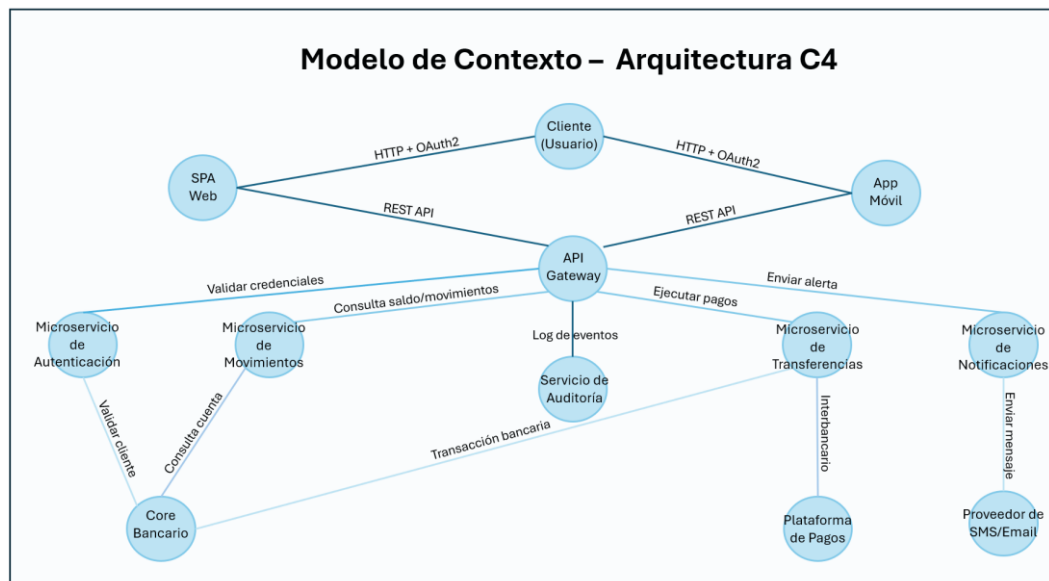 Modelo de Contexto – Arquitectura C4
Cliente
(Usuario)
HTTP + OAuth2
HTTP + OAuth2
SPA
Web
App
Móvil
REST API
REST API
API
Gateway
Validar credenciales
Consulta saldo/movimientos
Ejecutar pagos
Enviar alerta
Microservicio
de
Autenticación
Microservicio
de
Movimientos
Log de eventos
Microservicio
de
Transferencias
Microservicio
de
Notificaciones
Servicio de
Auditoría
Validar cliente
Consulta cuenta
Transacción bancaria
Interbancario
Enviar mensaje
Core
Bancario
Plataforma
de Pagos
Proveedor de
SMS/Email